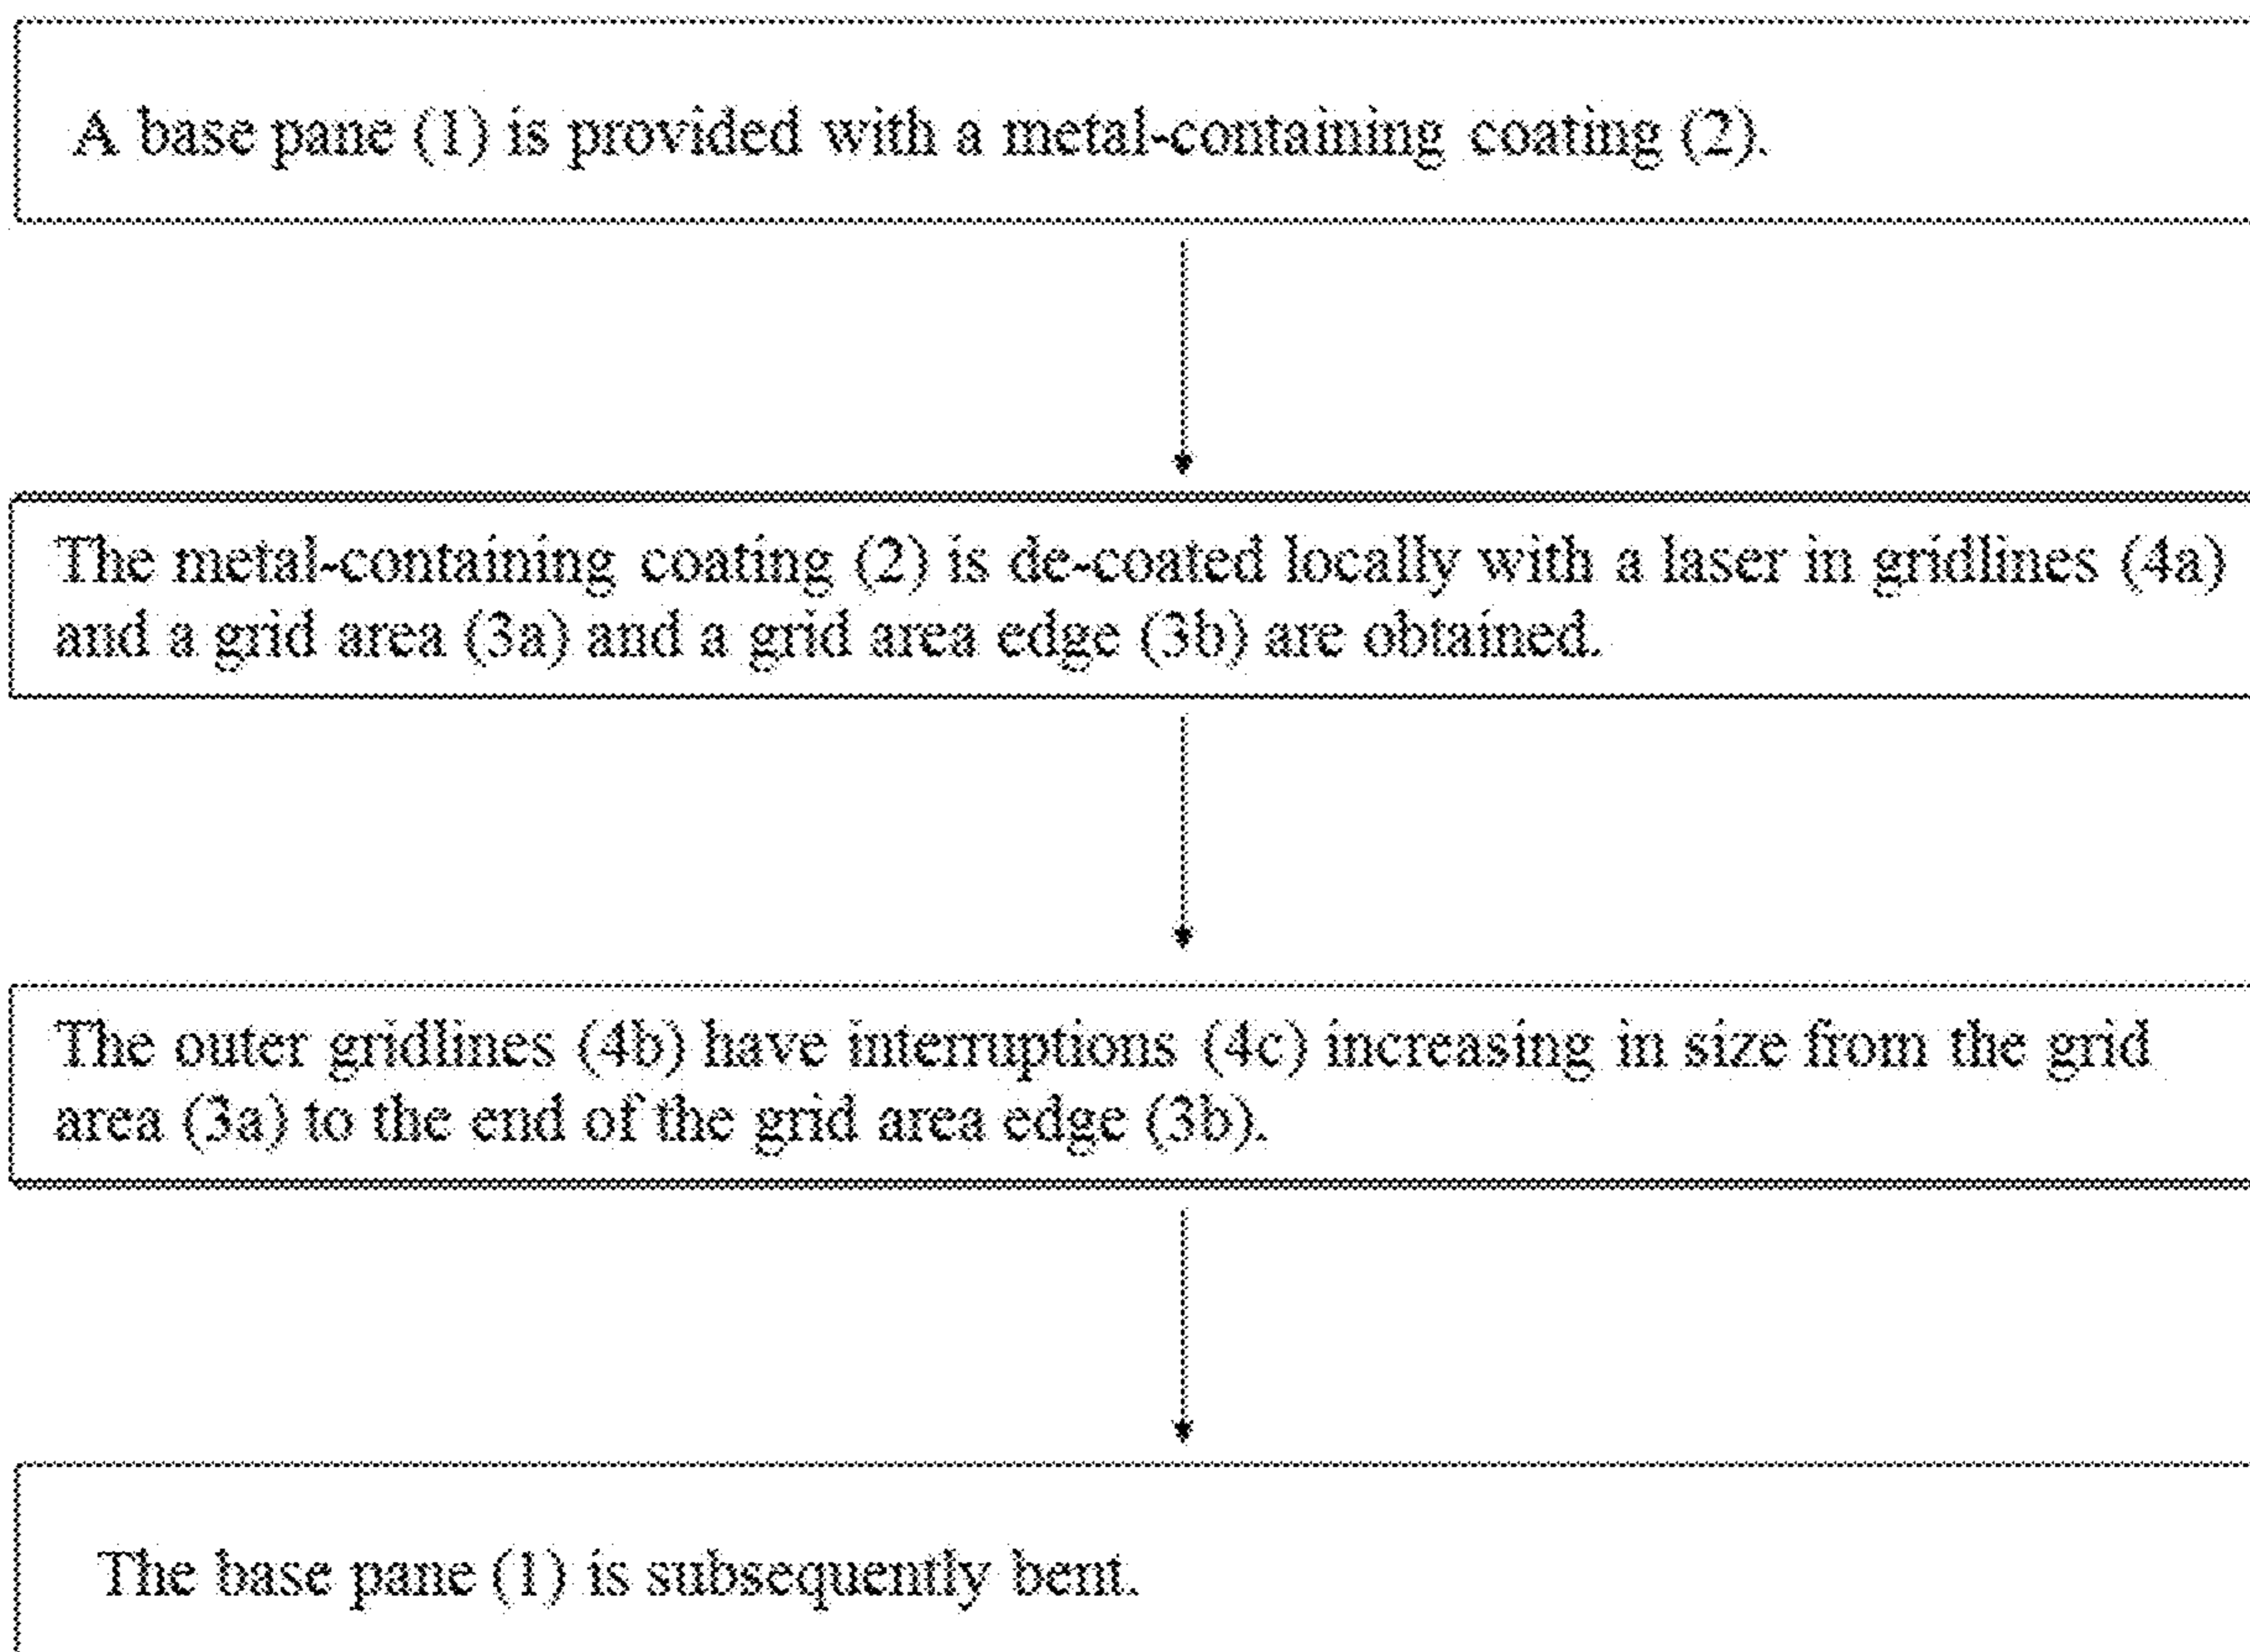 A base pane (1) is provided with a metal-containing coating (2).
The metal-containing coating (2) is de-coated locally with a laser in gridlines (4a)
and a grid area (3a) and a grid area edge (3b) are obtained.
The outer gridlines (4b) have interruptions (4c) increasing in size from the grid
area (3a) to the end of the grid area edge (3b).
The base pane (1) is subsequently bent.